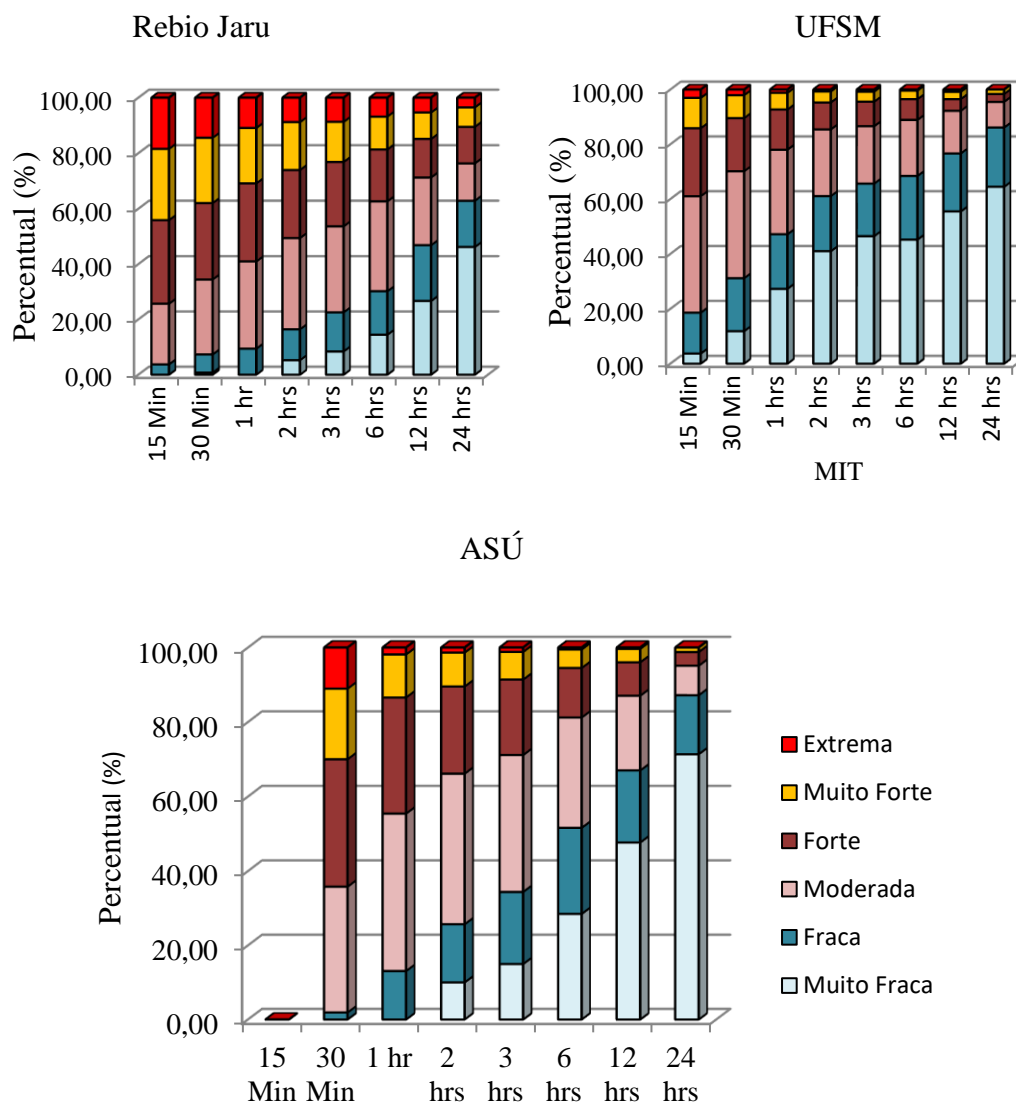 Rebio Jaru
Percentual (%)
100,00
80,00
60,00
40,00
20,00
0,00
15 Min
30 Min
1 hr
2 hrs
3 hrs
6 hrs
12 hrs
24 hrs
UFSM
Percentual (%)
100,00
80,00
60,00
40,00
20,00
0,00
15 Min
30 Min
1 hrs
2 hrs
3 hrs
6 hrs
12 hrs
24 hrs
MIT
ASÚ
Percentual (%)
100,00
80,00
60,00
40,00
20,00
0,00
15 Min
30 Min
1 hr
2 hrs
3 hrs
6 hrs
12 hrs
24 hrs
Extrema
Muito Forte
Forte
Moderada
Fraca
Muito Fraca